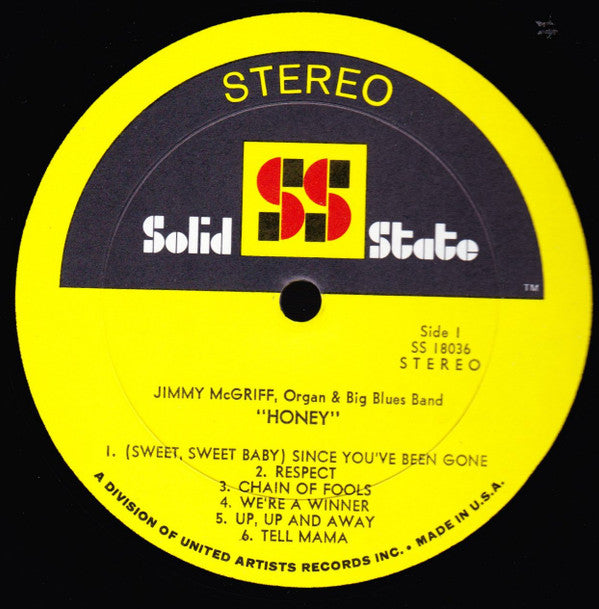 STEREO
SS
Solid State
TM
Side 1
SS 18036
STEREO
JIMMY McGRIFF, Organ & Big Blues Band
"HONEY"
1. (SWEET, SWEET BABY) SINCE YOU'VE BEEN GONE
2. RESPECT
3. CHAIN OF FOOLS
4. WE'RE A WINNER
5. UP, UP AND AWAY
6. TELL MAMA
A DIVISION OF UNITED ARTISTS RECORDS INC. • MADE IN U.S.A.